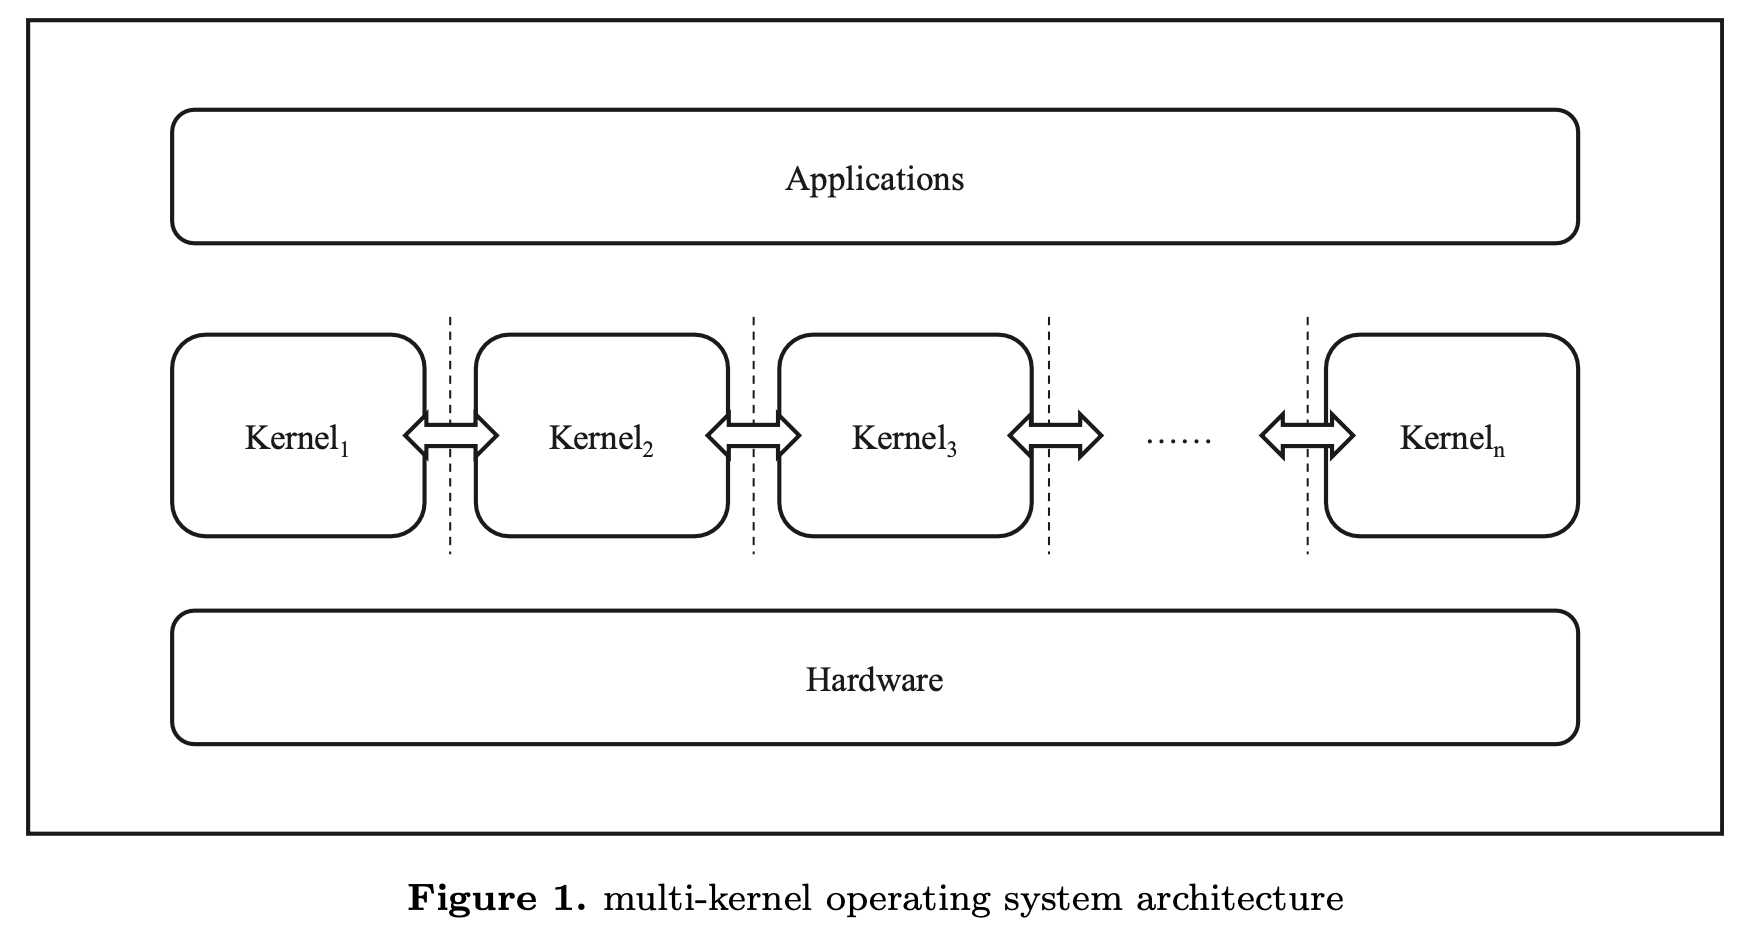 Applications
Kernel₁ Kernel₂ Kernel₃ ...... Kernelₙ
Hardware
Figure 1. multi-kernel operating system architecture